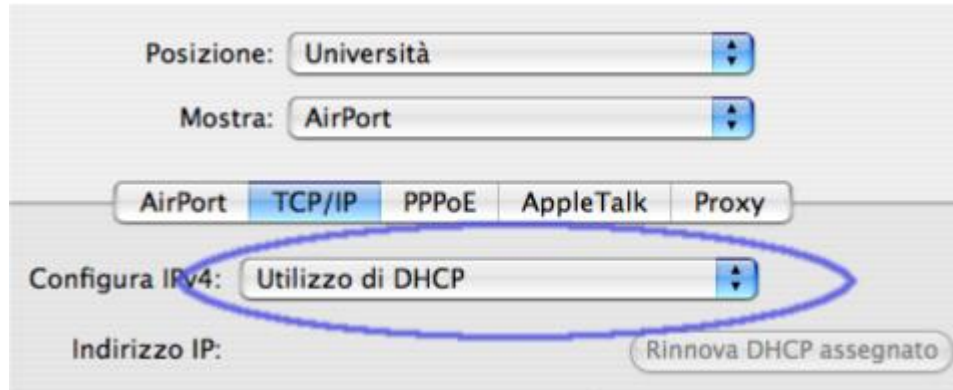 Posizione: Università
Mostra: AirPort
AirPort TCP/IP PPPoE AppleTalk Proxy
Configura IPv4: Utilizzo di DHCP
Indirizzo IP: Rinnova DHCP assegnato